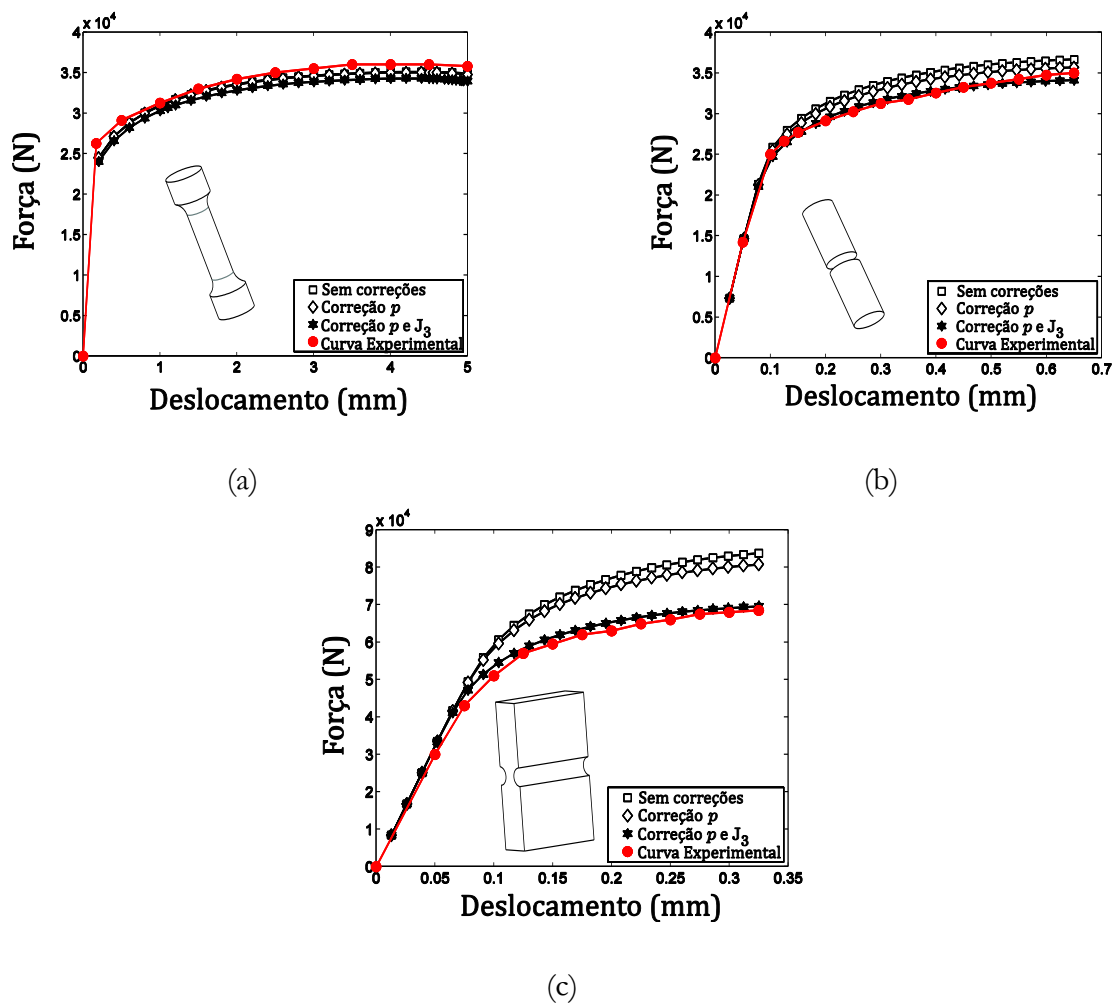 x 10⁴
4
3.5
3
2.5
2
1.5
1
0.5
0
0 1 2 3 4 5
Força (N)
Deslocamento (mm)
Sem correções
Correção p
Correção p e J₃
Curva Experimental
(a)
x 10⁴
4
3.5
3
2.5
2
1.5
1
0.5
0
0 0.1 0.2 0.3 0.4 0.5 0.6 0.7
Força (N)
Deslocamento (mm)
Sem correções
Correção p
Correção p e J₃
Curva Experimental
(b)
x 10⁴
9
8
7
6
5
4
3
2
1
0
0 0.05 0.1 0.15 0.2 0.25 0.3 0.35
Força (N)
Deslocamento (mm)
Sem correções
Correção p
Correção p e J₃
Curva Experimental
(c)